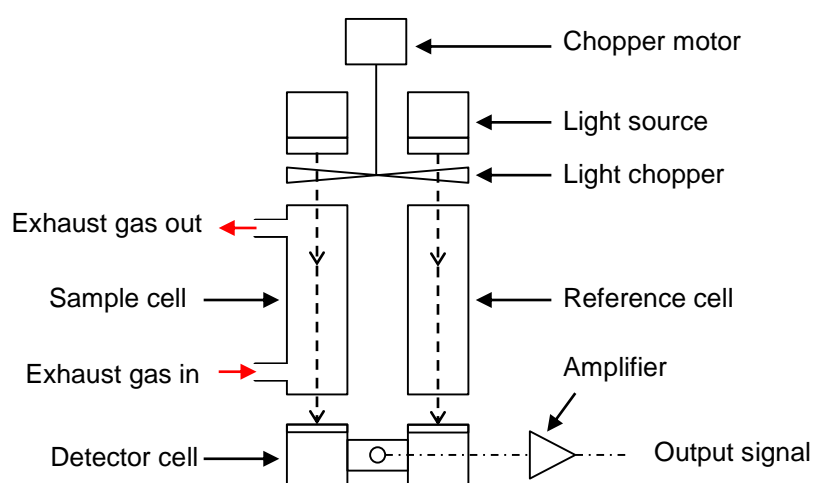 Chopper motor
Light source
Light chopper
Exhaust gas out
Sample cell
Reference cell
Exhaust gas in
Amplifier
Detector cell
Output signal